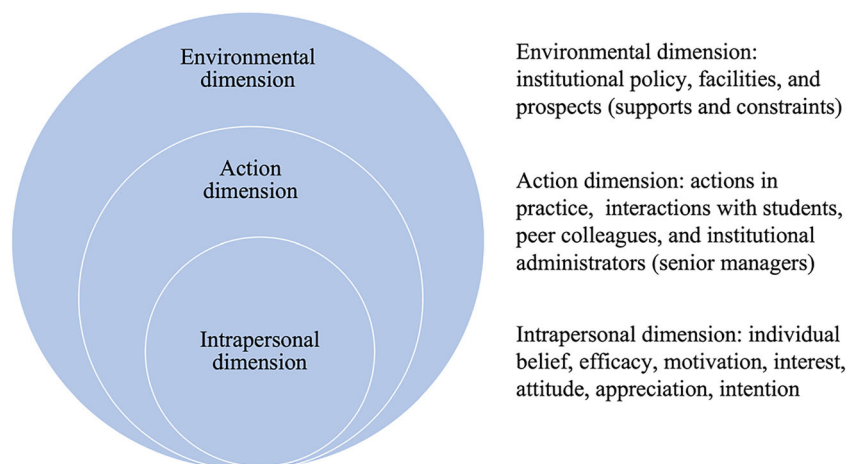 Environmental
dimension
Action
dimension
Intrapersonal
dimension
Environmental dimension:
institutional policy, facilities, and
prospects (supports and constraints)
Action dimension: actions in
practice, interactions with students,
peer colleagues, and institutional
administrators (senior managers)
Intrapersonal dimension: individual
belief, efficacy, motivation, interest,
attitude, appreciation, intention